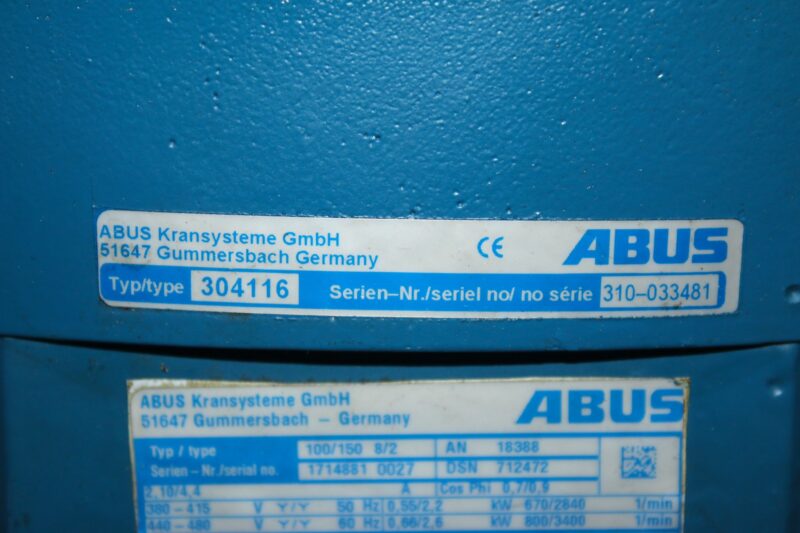 ABUS Kransysteme GmbH
51647 Gummersbach Germany
CE
ABUS
Typ/type 304116 Serien–Nr./seriel no/ no série 310–033481
ABUS Kransysteme GmbH
51647 Gummersbach – Germany
ABUS
Typ / type 100/150 8/2 AN 18388
Serien – Nr./serial no. 1714881 0027 DSN 712472
2,10/4,4 A Cos Phi 0,7/0,9
380 – 415 V Y/Y 50 Hz 0,55/2,2 kW 670/2840 1/min
440 – 480 V Y/Y 60 Hz 0,66/2,6 kW 800/3400 1/min